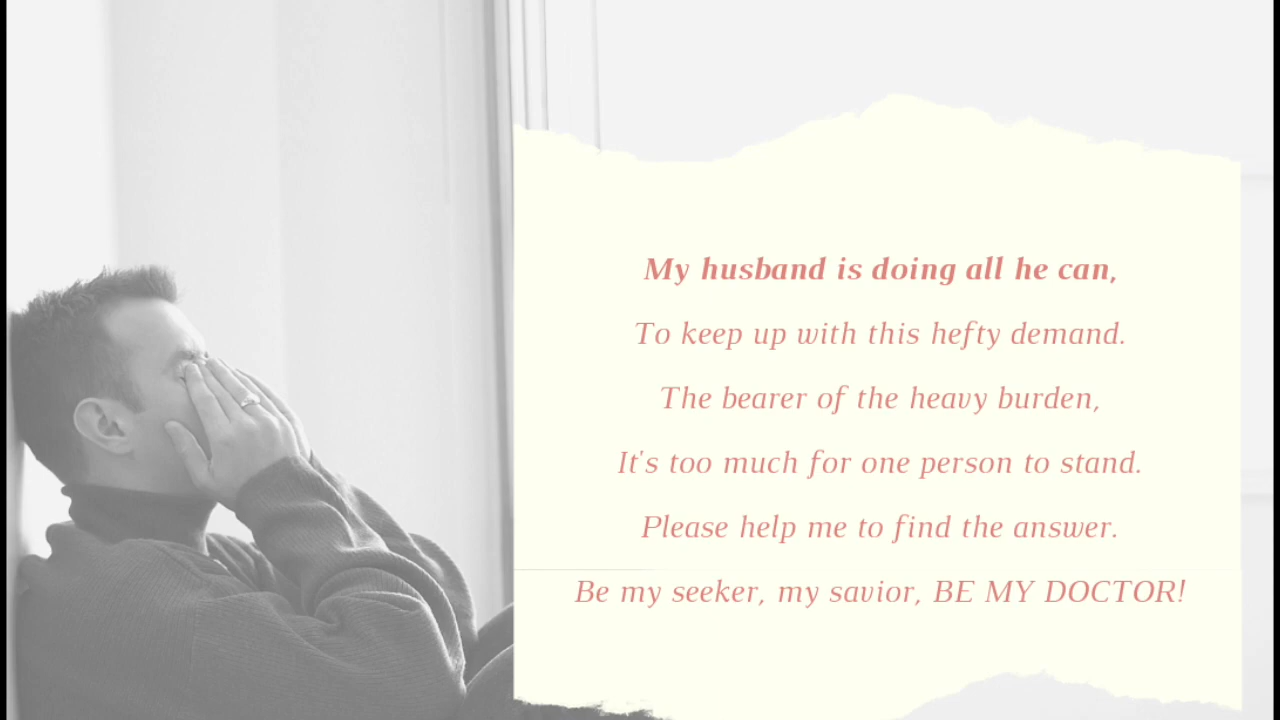 My husband is doing all he can,
To keep up with this hefty demand.
The bearer of the heavy burden,
It's too much for one person to stand.
Please help me to find the answer.
Be my seeker, my savior, BE MY DOCTOR!